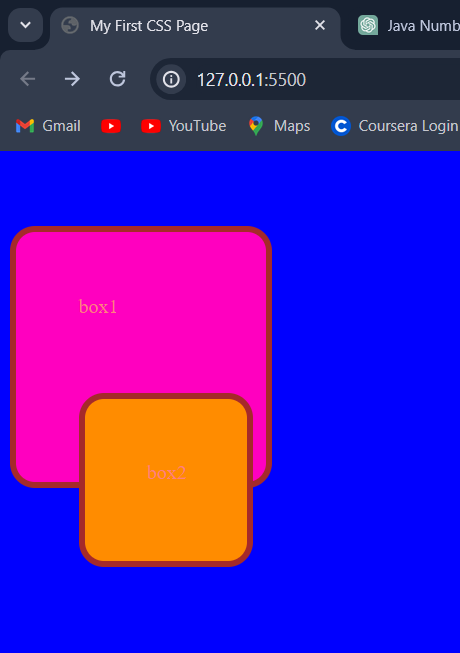 My First CSS Page
Java Numb
127.0.0.1:5500
Gmail
YouTube
Maps
Coursera Login
box1
box2